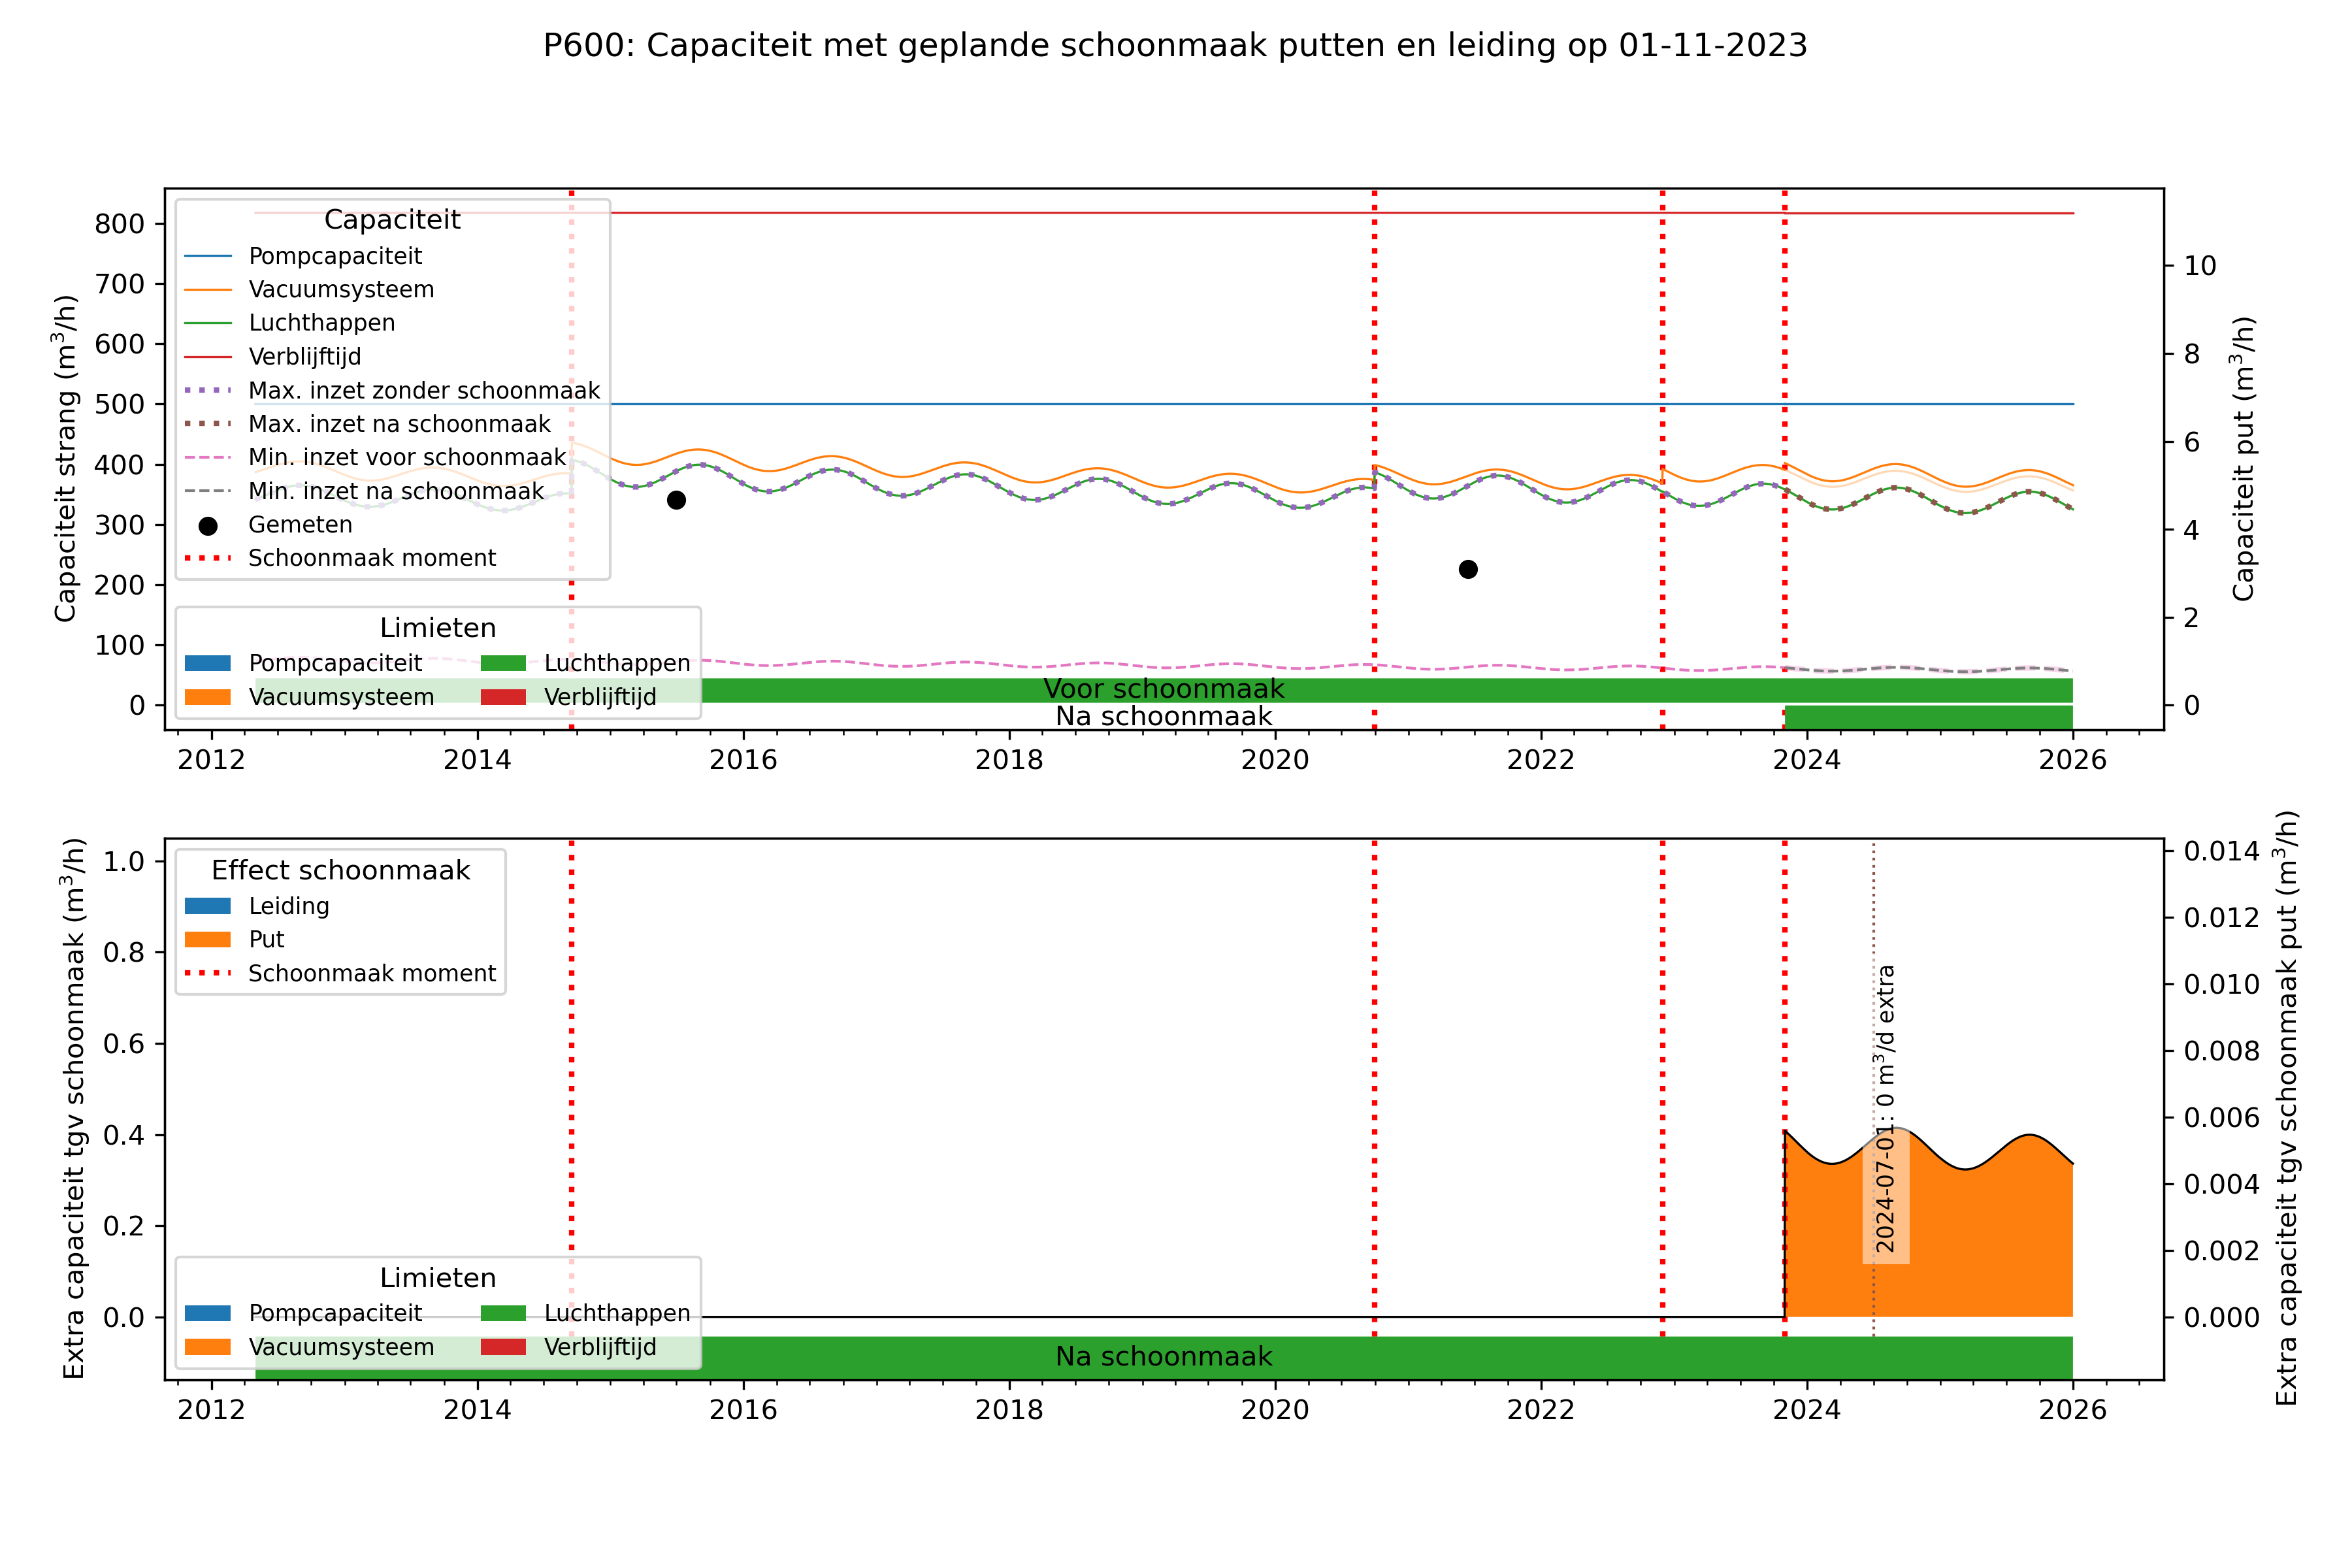 P600: Capaciteit met geplande schoonmaak putten en leiding op 01-11-2023
Capaciteit strang (m³/h)
800
700
600
500
400
300
200
100
0
Capaciteit
Pompcapaciteit
Vacuumsysteem
Luchthappen
Verblijftijd
Max. inzet zonder schoonmaak
Max. inzet na schoonmaak
Min. inzet voor schoonmaak
Min. inzet na schoonmaak
Gemeten
Schoonmaak moment
Limieten
Pompcapaciteit Luchthappen
Vacuumsysteem Verblijftijd
Voor schoonmaak
Na schoonmaak
10
8
6
4
2
0
Capaciteit put (m³/h)
2012 2014 2016 2018 2020 2022 2024 2026
Extra capaciteit tgv schoonmaak (m³/h)
1.0
0.8
0.6
0.4
0.2
0.0
Effect schoonmaak
Leiding
Put
Schoonmaak moment
Limieten
Pompcapaciteit Luchthappen
Vacuumsysteem Verblijftijd
Na schoonmaak
2024-07-01: 0 m³/d extra
0.014
0.012
0.010
0.008
0.006
0.004
0.002
0.000
Extra capaciteit tgv schoonmaak put (m³/h)
2012 2014 2016 2018 2020 2022 2024 2026